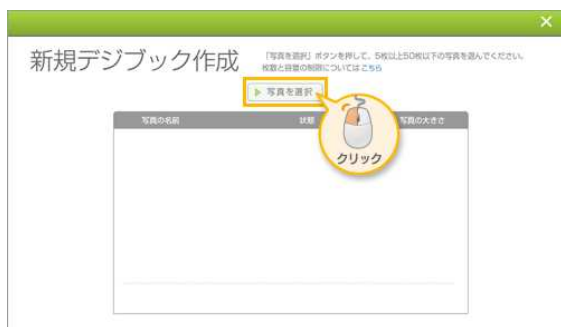 新規デジブック作成
「写真を選択」ボタンを押して、5枚以上50枚以下の写真を選んでください。
枚数と容量の制限についてはこちら
写真を選択
写真の名前 状態 写真の大きさ
クリック